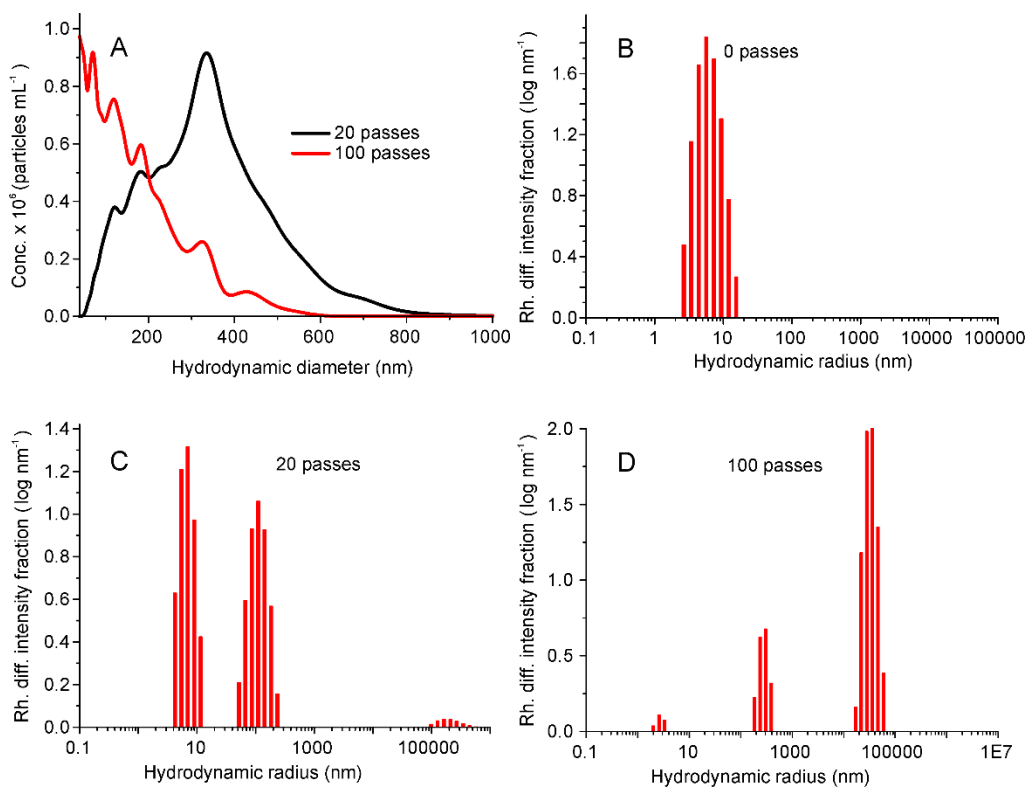 A
Conc. x 10⁶ (particles mL⁻¹)
1.0
0.8
0.6
0.4
0.2
0.0
20 passes
100 passes
200 400 600 800 1000
Hydrodynamic diameter (nm)
B
0 passes
Rh. diff. intensity fraction (log nm⁻¹)
1.6
1.2
0.8
0.4
0.0
0.1 1 10 100 1000 10000 100000
Hydrodynamic radius (nm)
C
20 passes
Rh. diff. intensity fraction (log nm⁻¹)
1.4
1.2
1.0
0.8
0.6
0.4
0.2
0.0
0.1 10 1000 100000
Hydrodynamic radius (nm)
D
100 passes
Rh. diff. intensity fraction (log nm⁻¹)
2.0
1.5
1.0
0.5
0.0
0.1 10 1000 100000 1E7
Hydrodynamic radius (nm)